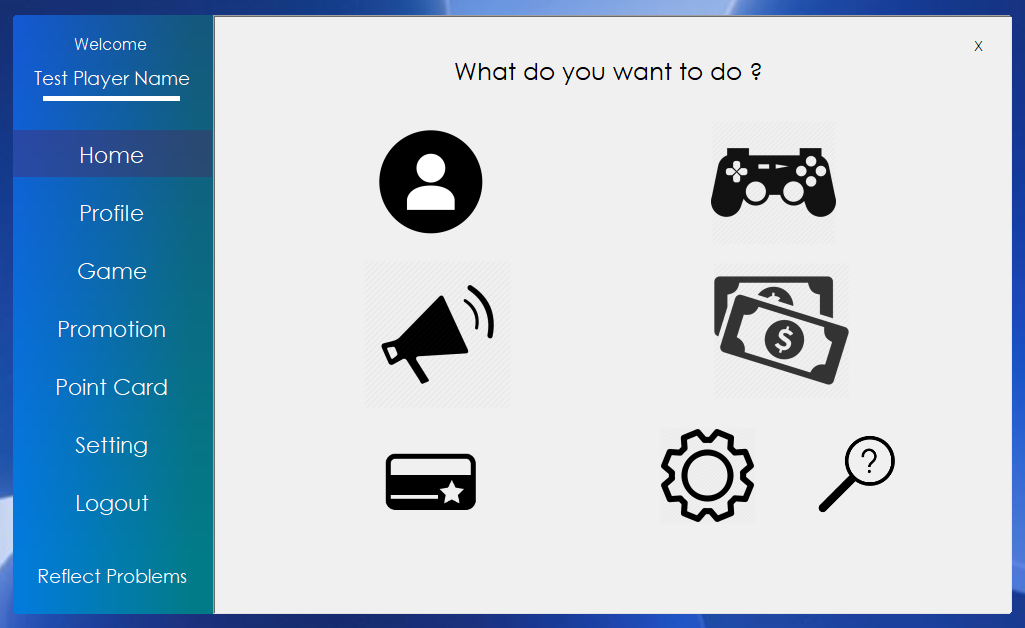 Welcome
Test Player Name
Home
Profile
Game
Promotion
Point Card
Setting
Logout
Reflect Problems
X
What do you want to do ?
$
$
?